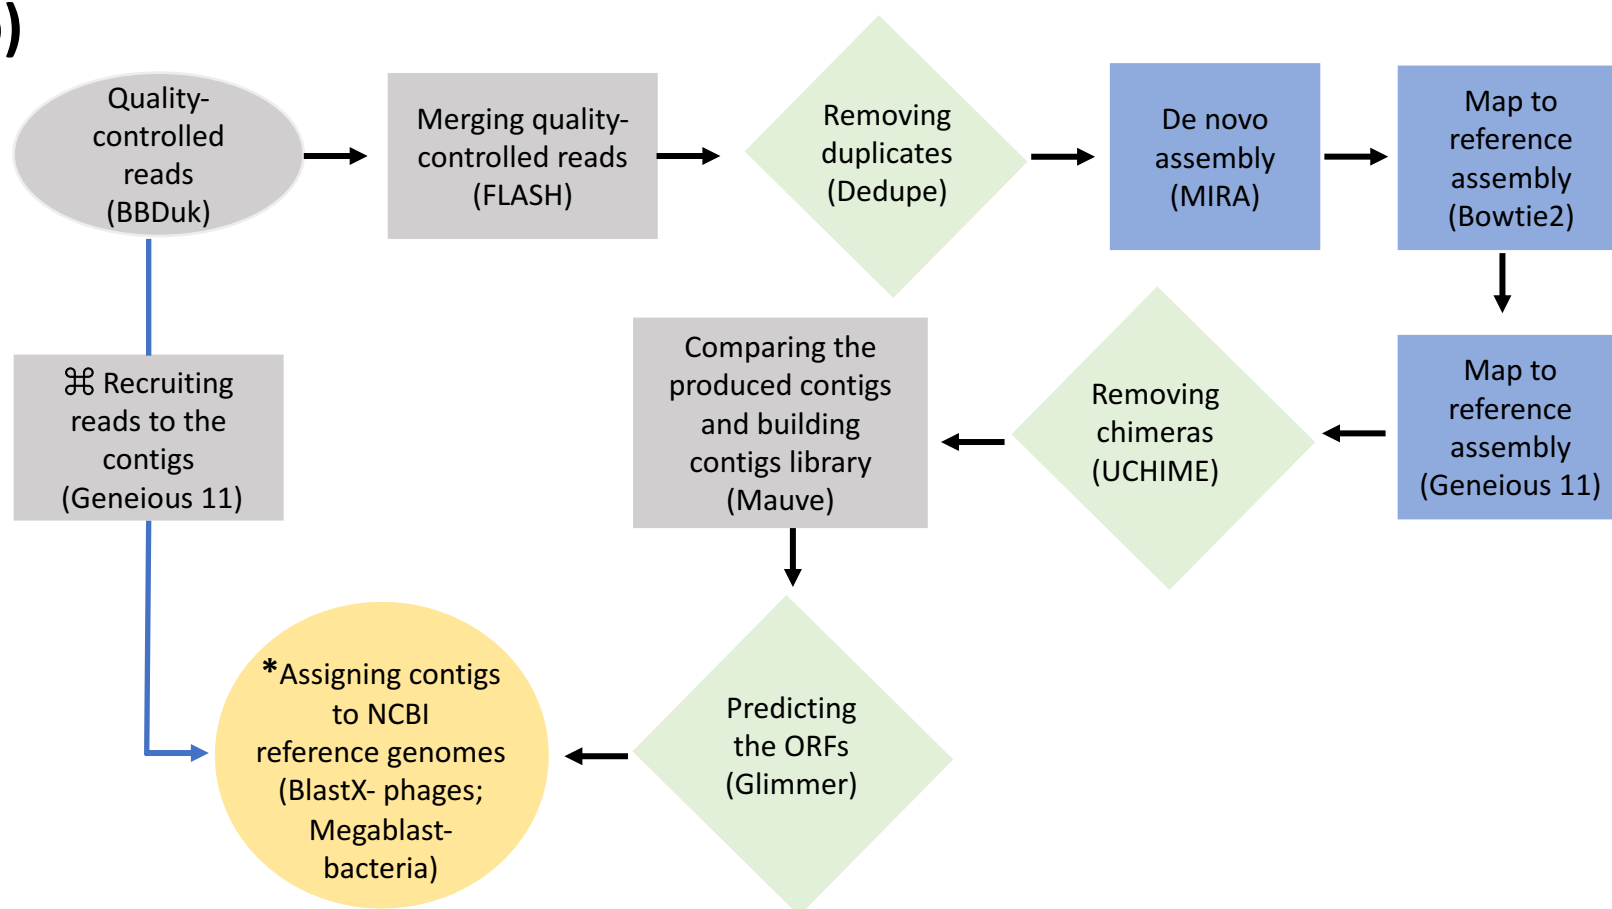 )
Quality-
controlled
reads
(BBDuk)
Merging quality-
controlled reads
(FLASH)
Removing
duplicates
(Dedupe)
De novo
assembly
(MIRA)
Map to
reference
assembly
(Bowtie2)
Map to
reference
assembly
(Geneious 11)
Removing
chimeras
(UCHIME)
Comparing the
produced contigs
and building
contigs library
(Mauve)
Predicting
the ORFs
(Glimmer)
⌘ Recruiting
reads to the
contigs
(Geneious 11)
*Assigning contigs
to NCBI
reference genomes
(BlastX- phages;
Megablast-
bacteria)